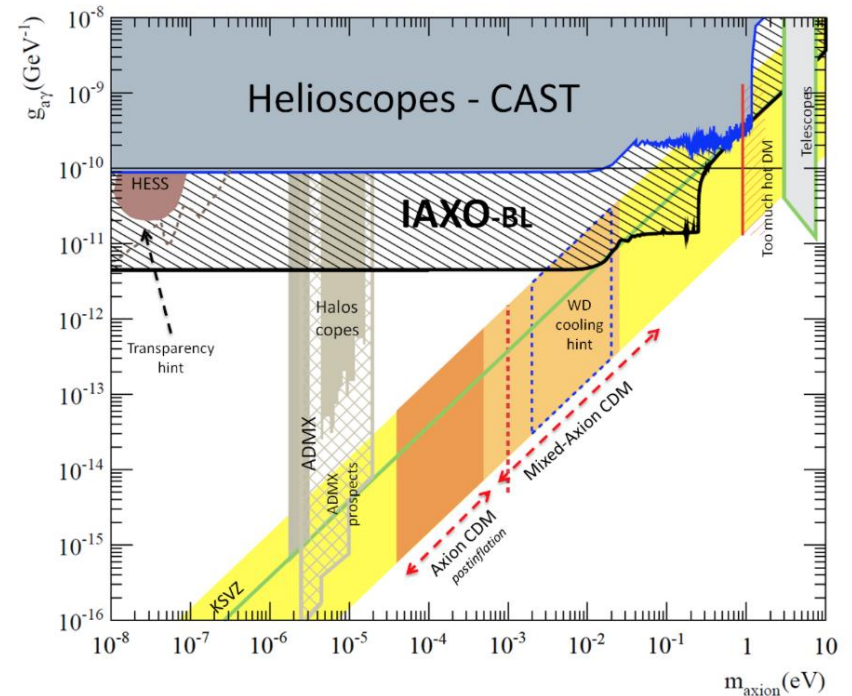 g_aγ(GeV⁻¹)
10⁻⁸
10⁻⁹
10⁻¹⁰
10⁻¹¹
10⁻¹²
10⁻¹³
10⁻¹⁴
10⁻¹⁵
10⁻¹⁶
Helioscopes - CAST
HESS
IAXO-BL
Transparency
hint
Halos
copes
ADMX
ADMX
prospects
KSVZ
WD
cooling
hint
Too much hot DM
Telescopes
Mixed-Axion CDM
Axion CDM
postinflation
10⁻⁸ 10⁻⁷ 10⁻⁶ 10⁻⁵ 10⁻⁴ 10⁻³ 10⁻² 10⁻¹ 1 10
m_axion(eV)